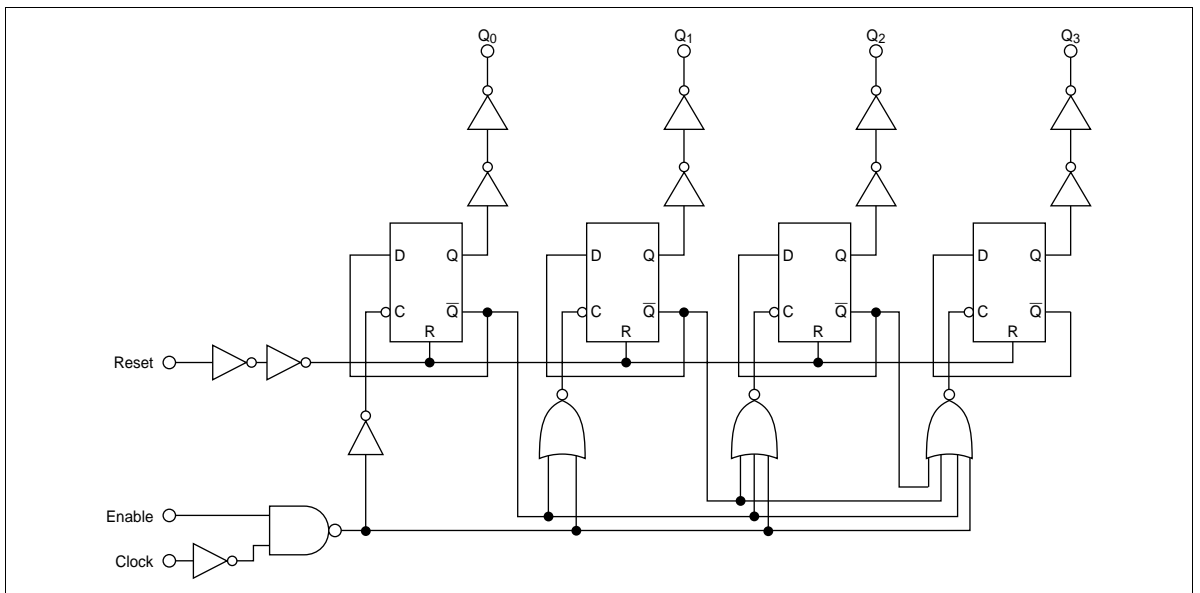 Q0 Q1 Q2 Q3
D Q D Q D Q D Q
C Q̅ C Q̅ C Q̅ C Q̅
R R R R
Reset
Enable
Clock